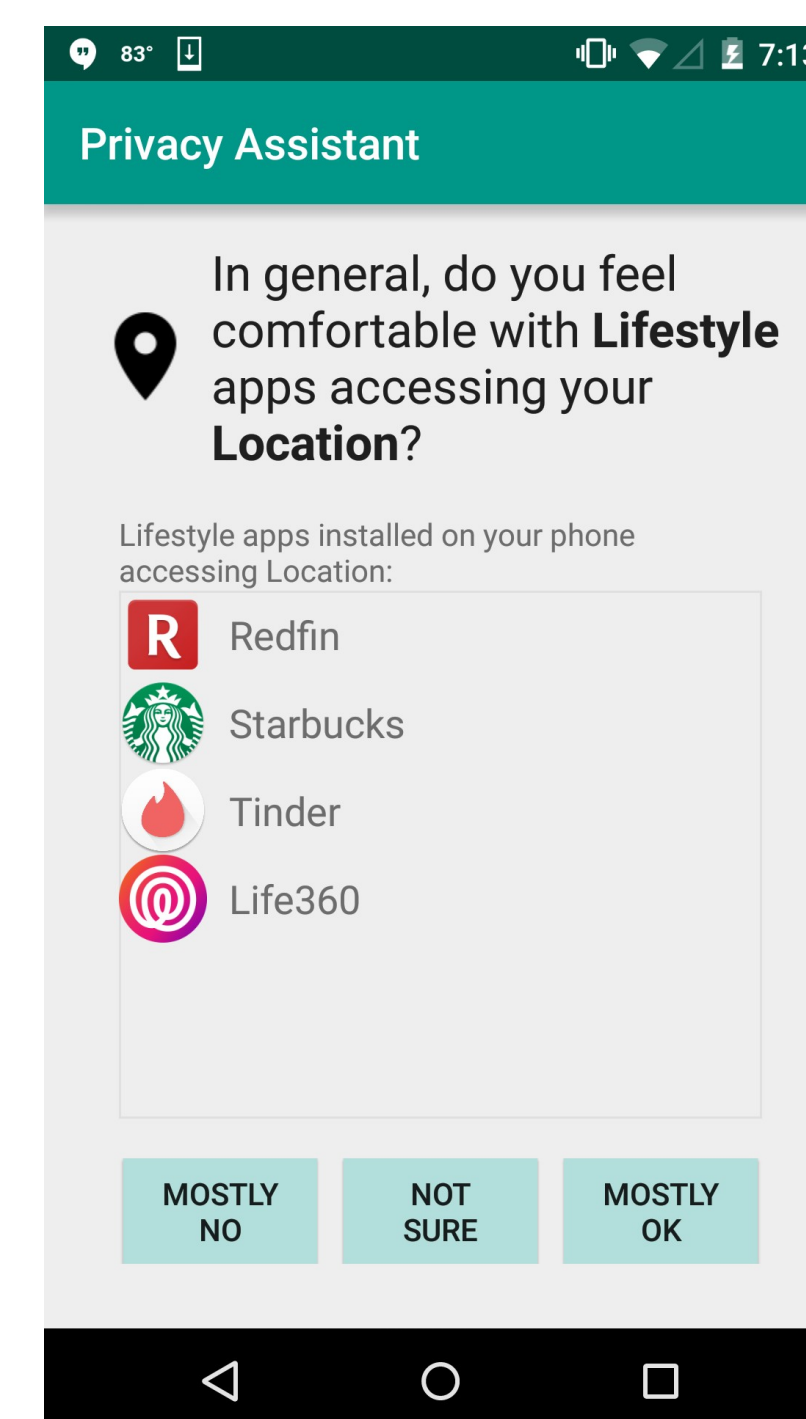 83° 7:13
Privacy Assistant
In general, do you feel
comfortable with Lifestyle
apps accessing your
Location?
Lifestyle apps installed on your phone
accessing Location:
R Redfin
Starbucks
Tinder
Life360
MOSTLY NO
NOT SURE
MOSTLY OK